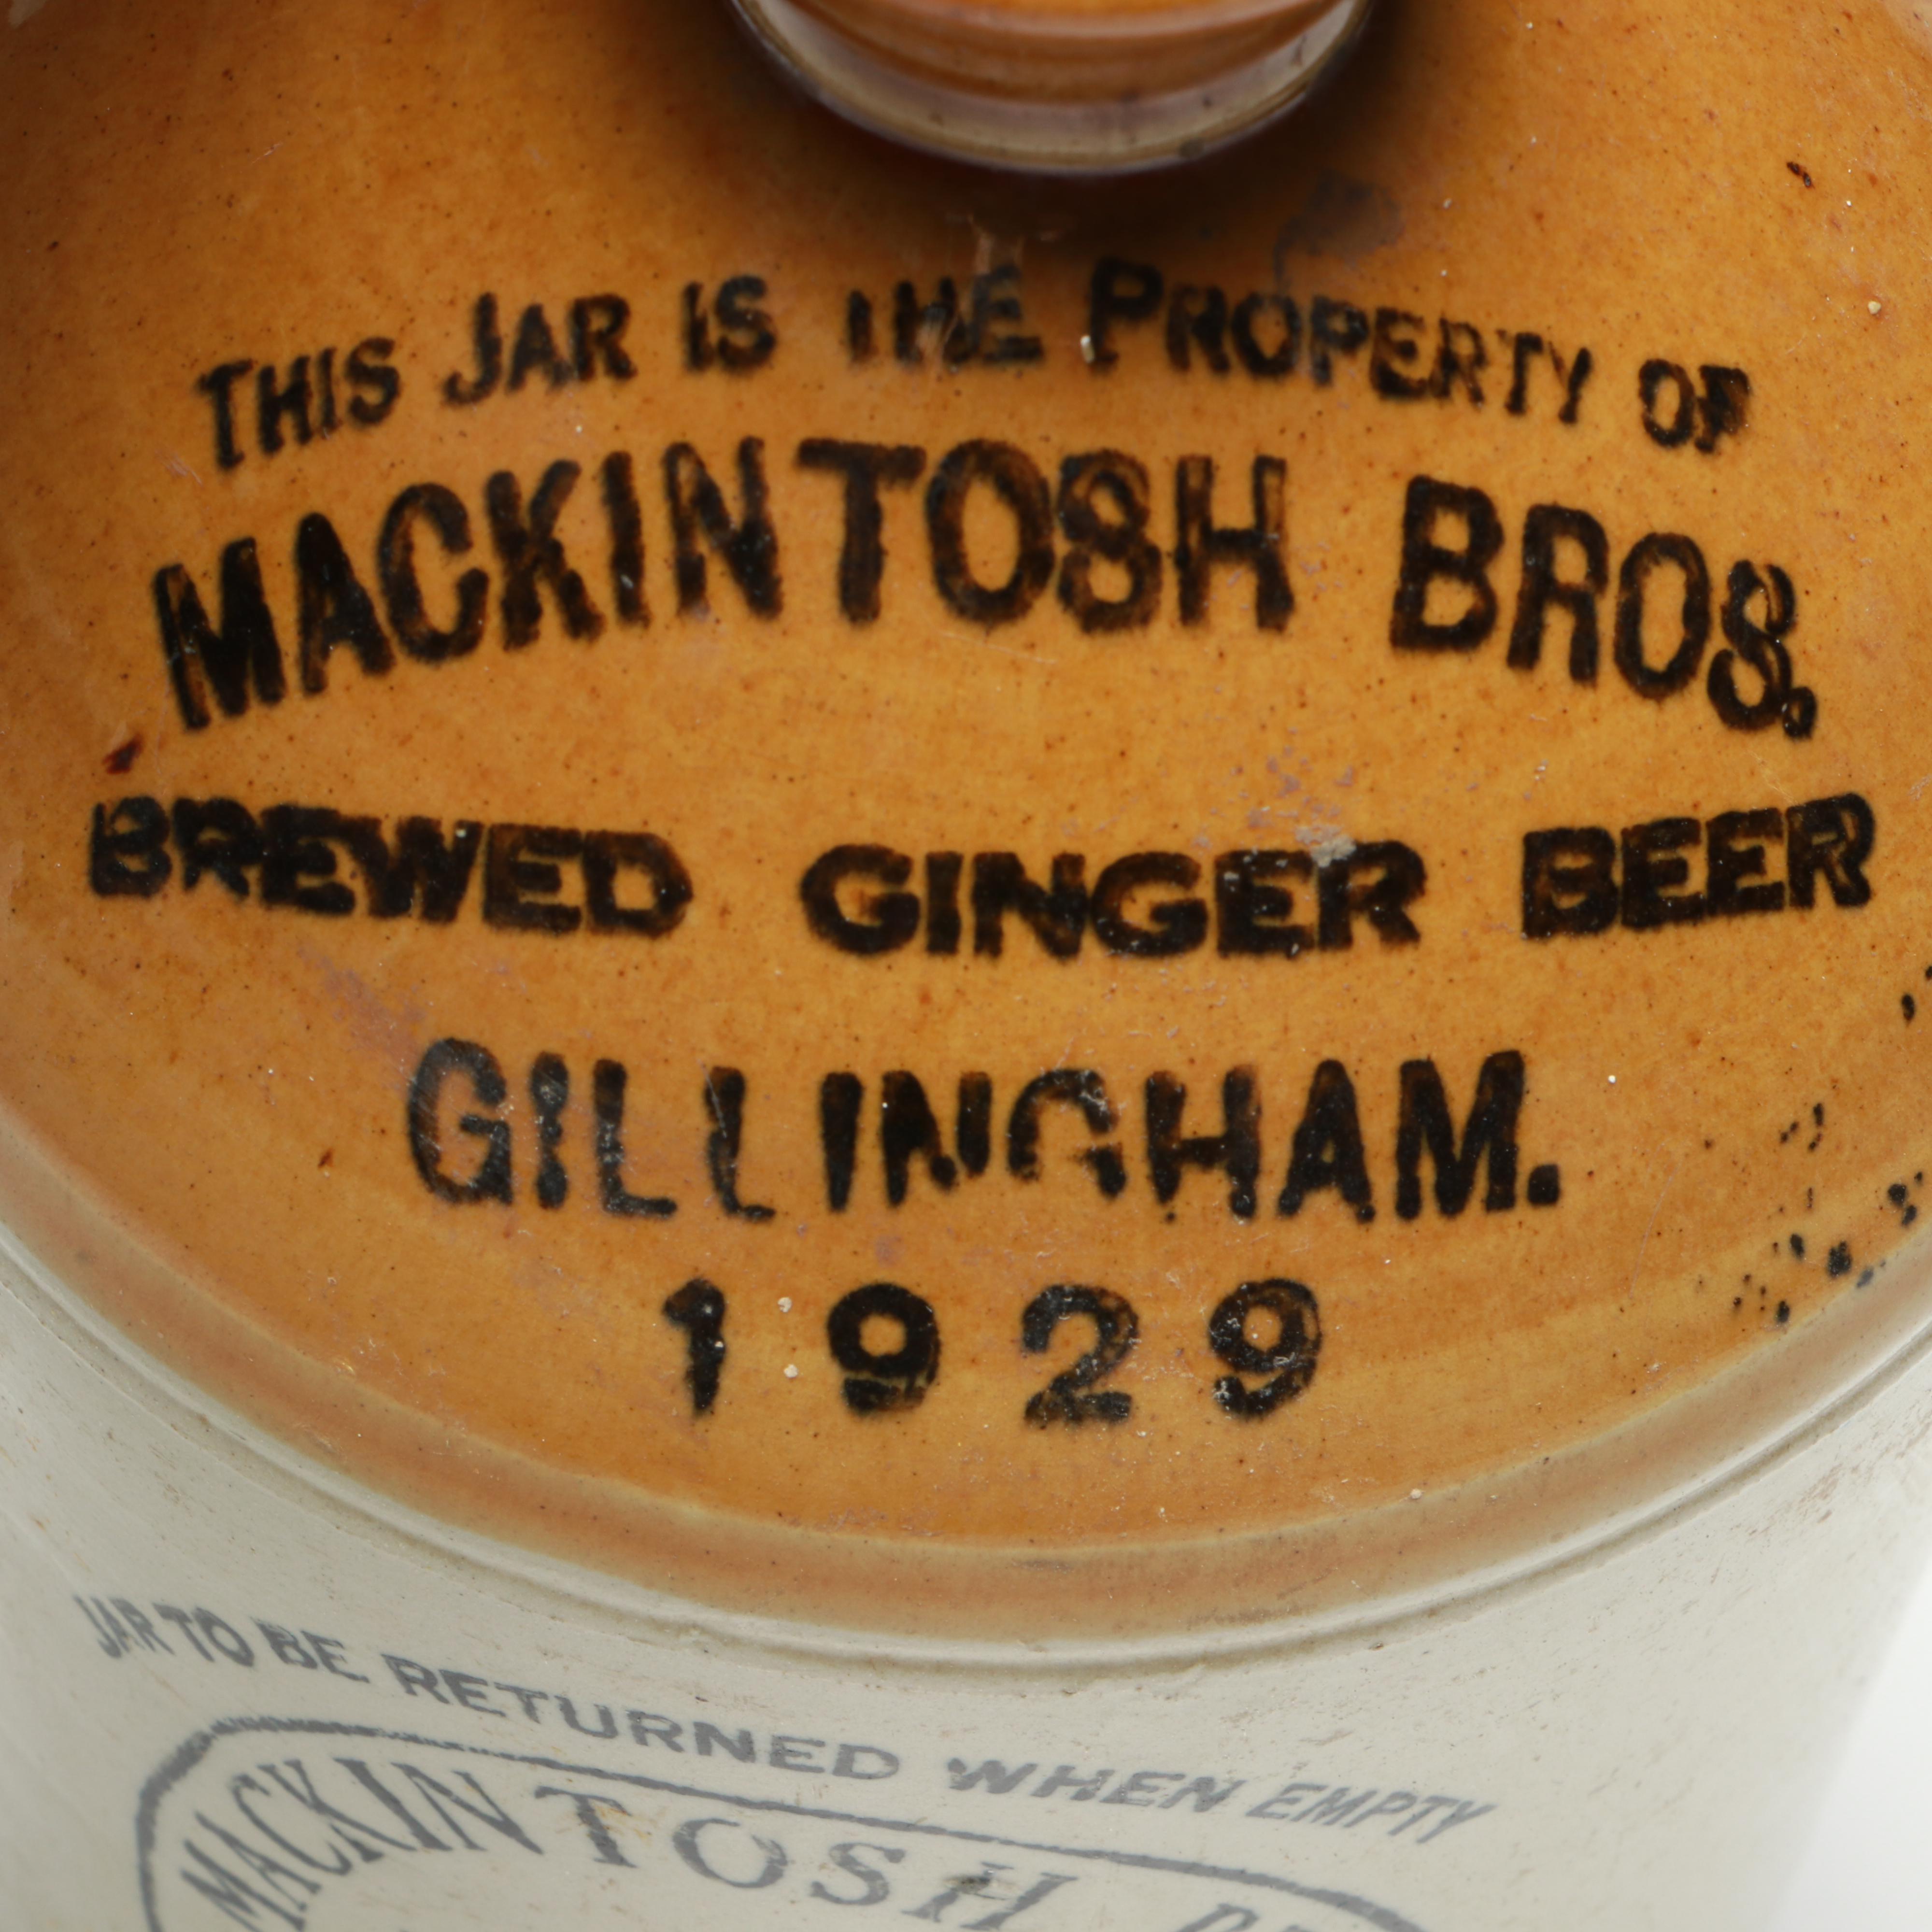 THIS JAR IS THE PROPERTY OF
MACKINTOSH BROS.
BREWED GINGER BEER
GILLINGHAM.
1929
JAR TO BE RETURNED WHEN EMPTY
MACKINTOSH